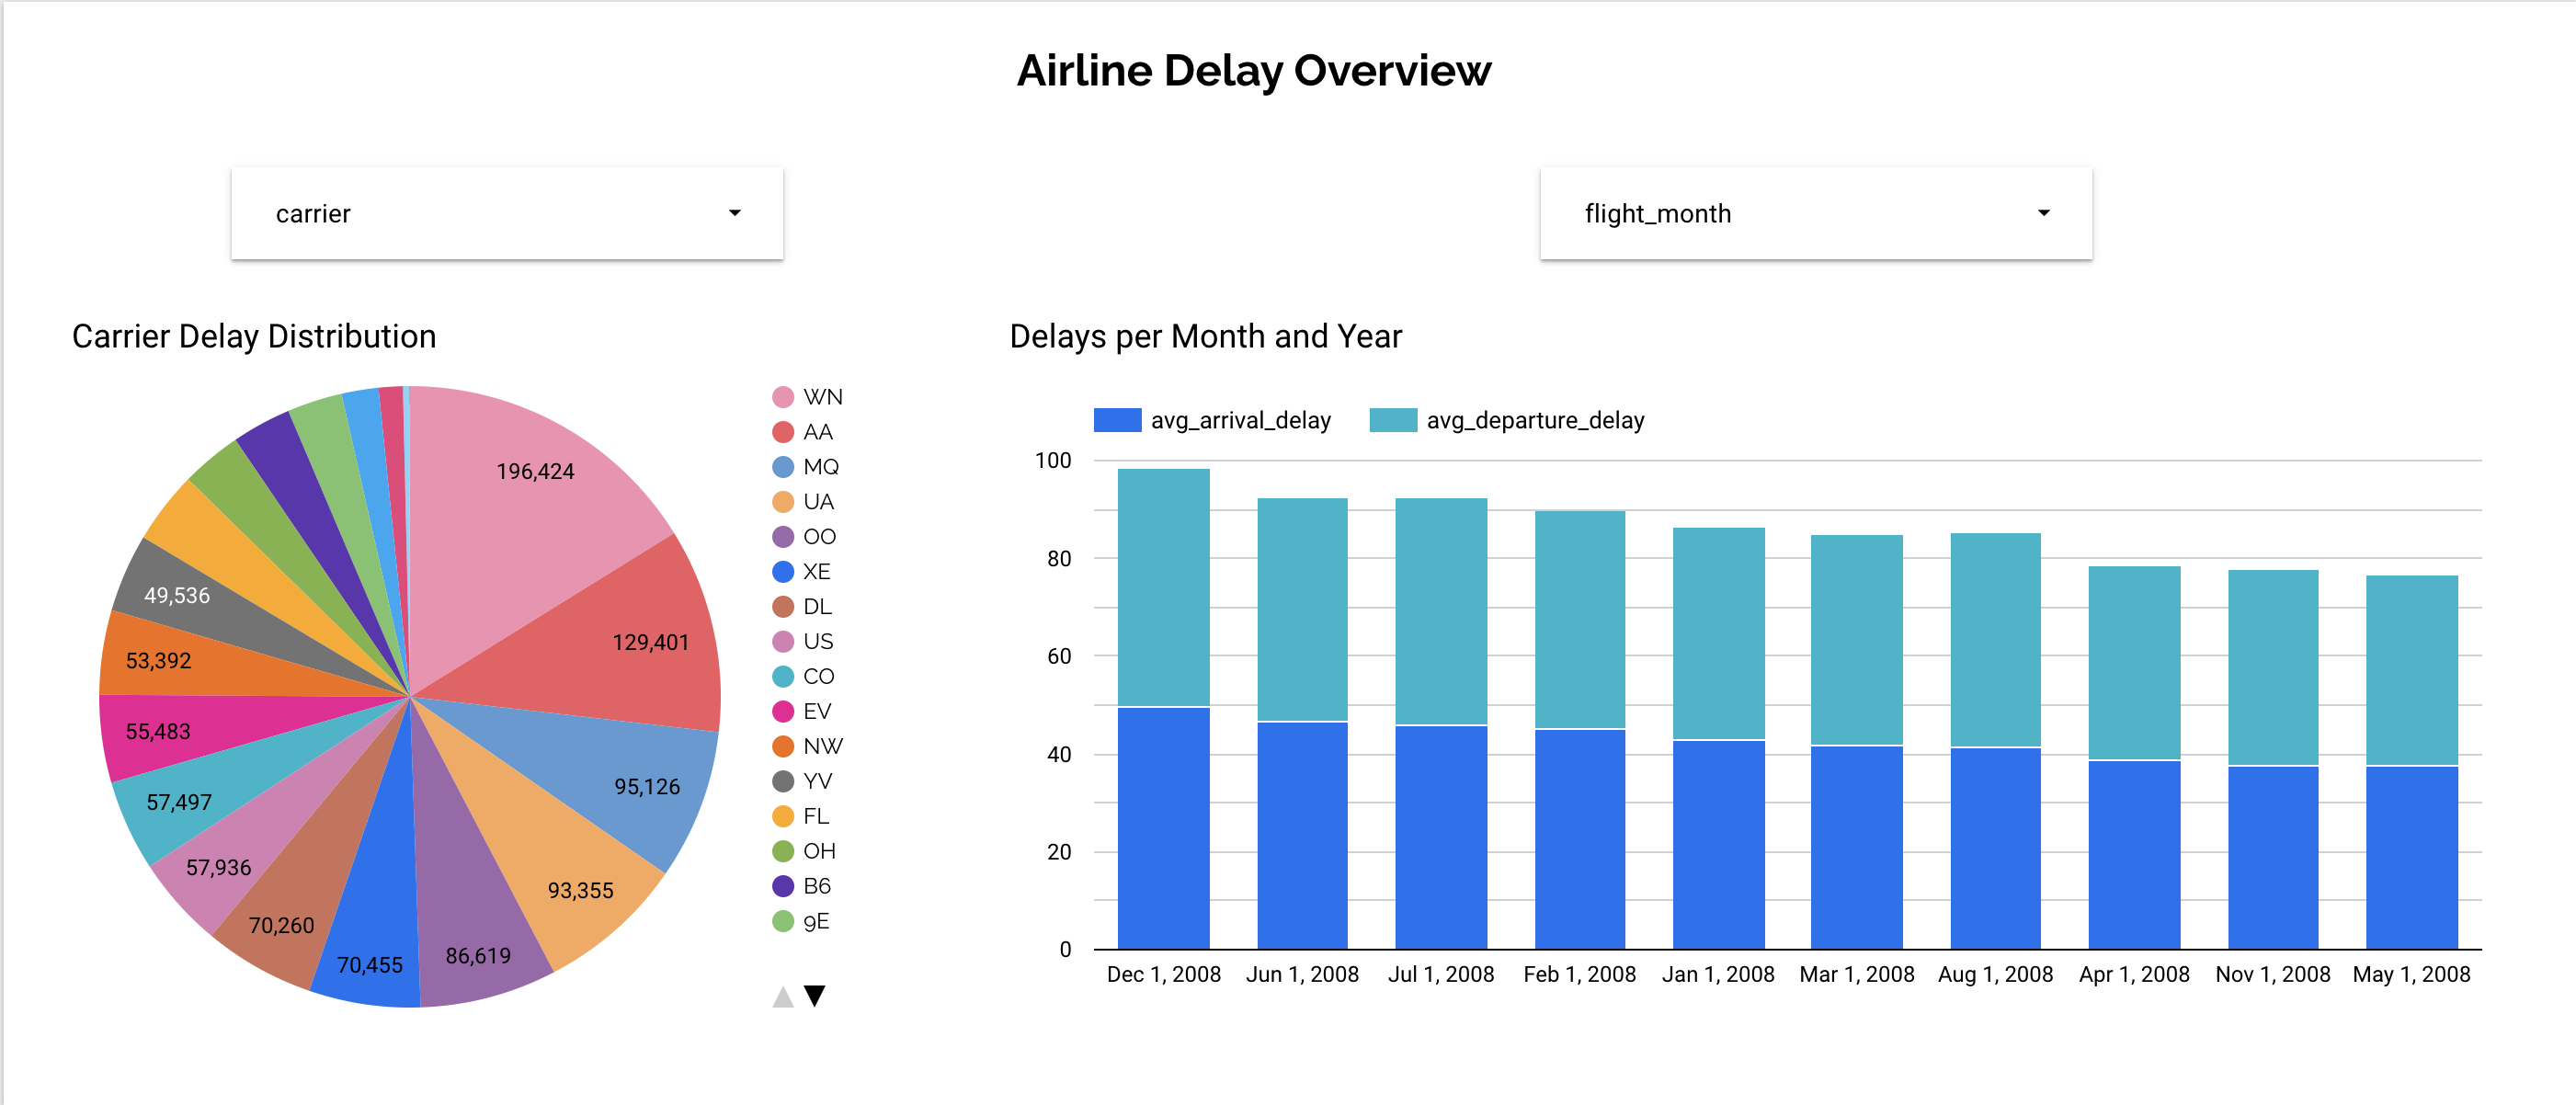 Airline Delay Overview
carrier
flight_month
Carrier Delay Distribution
196,424
129,401
95,126
93,355
86,619
70,455
70,260
57,936
57,497
55,483
53,392
49,536
WN
AA
MQ
UA
OO
XE
DL
US
CO
EV
NW
YV
FL
OH
B6
9E
Delays per Month and Year
avg_arrival_delay avg_departure_delay
100
80
60
40
20
0
Dec 1, 2008 Jun 1, 2008 Jul 1, 2008 Feb 1, 2008 Jan 1, 2008 Mar 1, 2008 Aug 1, 2008 Apr 1, 2008 Nov 1, 2008 May 1, 2008